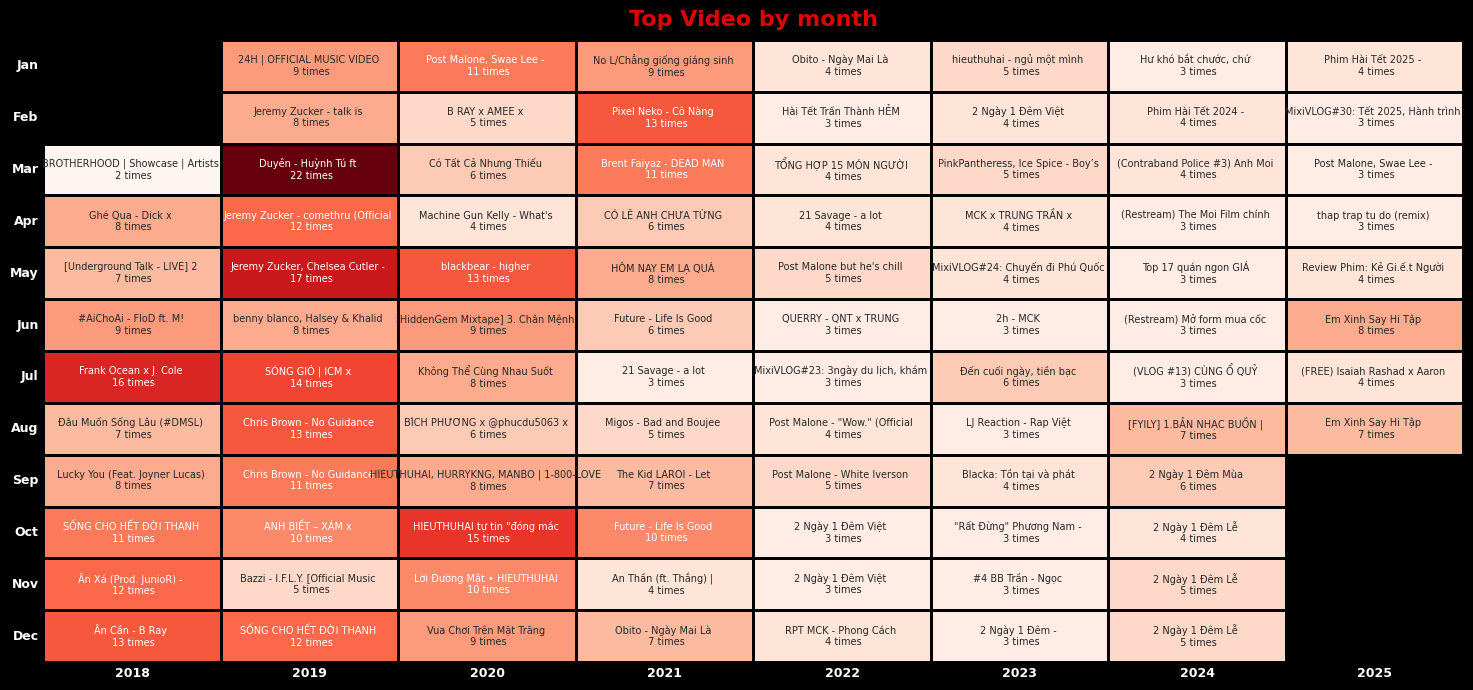 Top Video by month
Jan
24H | OFFICIAL MUSIC VIDEO
9 times
Post Malone, Swae Lee -
11 times
No L/Chẳng giống giáng sinh
9 times
Obito - Ngày Mai Là
4 times
hieuthuhai - ngủ một mình
5 times
Hư khó bắt chước, chứ
3 times
Phim Hài Tết 2025 -
4 times
Feb
Jeremy Zucker - talk is
8 times
B RAY x AMEE x
5 times
Pixel Neko - Cô Nàng
13 times
Hài Tết Trấn Thành HẺM
3 times
2 Ngày 1 Đêm Việt
4 times
Phim Hài Tết 2024 -
4 times
MixiVLOG#30: Tết 2025, Hành trình
3 times
Mar
BROTHERHOOD | Showcase | Artists
2 times
Duyên - Huỳnh Tú ft
22 times
Có Tất Cả Nhưng Thiếu
6 times
Brent Faiyaz - DEAD MAN
11 times
TỔNG HỢP 15 MÓN NGƯỜI
4 times
PinkPantheress, Ice Spice - Boy's
5 times
(Contraband Police #3) Anh Moi
4 times
Post Malone, Swae Lee -
3 times
Apr
Ghé Qua - Dick x
8 times
Jeremy Zucker - comethru (Official
12 times
Machine Gun Kelly - What's
4 times
CÓ LẼ ANH CHƯA TỪNG
6 times
21 Savage - a lot
4 times
MCK x TRUNG TRẦN x
4 times
(Restream) The Moi Film chính
3 times
thap trap tu do (remix)
3 times
May
[Underground Talk - LIVE] 2
7 times
Jeremy Zucker, Chelsea Cutler -
17 times
blackbear - higher
13 times
HÔM NAY EM LẠ QUÁ
8 times
Post Malone but he's chill
5 times
MixiVLOG#24: Chuyến đi Phú Quốc
4 times
Top 17 quán ngon GIÁ
3 times
Review Phim: Kẻ Gi.ế.t Người
4 times
Jun
#AiChoAi - FloD ft. M!
9 times
benny blanco, Halsey & Khalid
8 times
[HiddenGem Mixtape] 3. Chân Mệnh
9 times
Future - Life Is Good
6 times
QUERRY - QNT x TRUNG
3 times
2h - MCK
3 times
(Restream) Mở form mua cốc
3 times
Em Xinh Say Hi Tập
8 times
Jul
Frank Ocean x J. Cole
16 times
SÓNG GIÓ | ICM x
14 times
Không Thể Cùng Nhau Suốt
8 times
21 Savage - a lot
3 times
MixiVLOG#23: 3ngày du lịch, khám
3 times
Đến cuối ngày, tiền bạc
6 times
(VLOG #13) CÙNG Ổ QUỶ
3 times
(FREE) Isaiah Rashad x Aaron
4 times
Aug
Đâu Muốn Sống Lâu (#DMSL)
7 times
Chris Brown - No Guidance
13 times
BÍCH PHƯƠNG x @phucdu5063 x
6 times
Migos - Bad and Boujee
5 times
Post Malone - "Wow." (Official
4 times
LJ Reaction - Rap Việt
3 times
[FYILY] 1.BẢN NHẠC BUỒN |
7 times
Em Xinh Say Hi Tập
7 times
Sep
Lucky You (Feat. Joyner Lucas)
8 times
Chris Brown - No Guidance
11 times
HIEUTHUHAI, HURRYKNG, MANBO | 1-800-LOVE
8 times
The Kid LAROI - Let
7 times
Post Malone - White Iverson
5 times
Blacka: Tồn tại và phát
4 times
2 Ngày 1 Đêm Mùa
6 times
Oct
SỐNG CHO HẾT ĐỜI THANH
11 times
ANH BIẾT – XÁM x
10 times
HIEUTHUHAI tự tin "đóng mác
15 times
Future - Life Is Good
10 times
2 Ngày 1 Đêm Việt
3 times
"Rất Đừng" Phương Nam -
3 times
2 Ngày 1 Đêm Lễ
4 times
Nov
Ân Xá (Prod. JunioR) -
12 times
Bazzi - I.F.L.Y. [Official Music
5 times
Lời Đường Mật • HIEUTHUHAI
10 times
An Thần (ft. Thắng) |
4 times
2 Ngày 1 Đêm Việt
3 times
#4 BB Trần - Ngọc
3 times
2 Ngày 1 Đêm Lễ
5 times
Dec
Ân Cần - B Ray
13 times
SỐNG CHO HẾT ĐỜI THANH
12 times
Vua Chơi Trên Mặt Trăng
9 times
Obito - Ngày Mai Là
7 times
RPT MCK - Phong Cách
4 times
2 Ngày 1 Đêm -
3 times
2 Ngày 1 Đêm Lễ
5 times
2018
2019
2020
2021
2022
2023
2024
2025